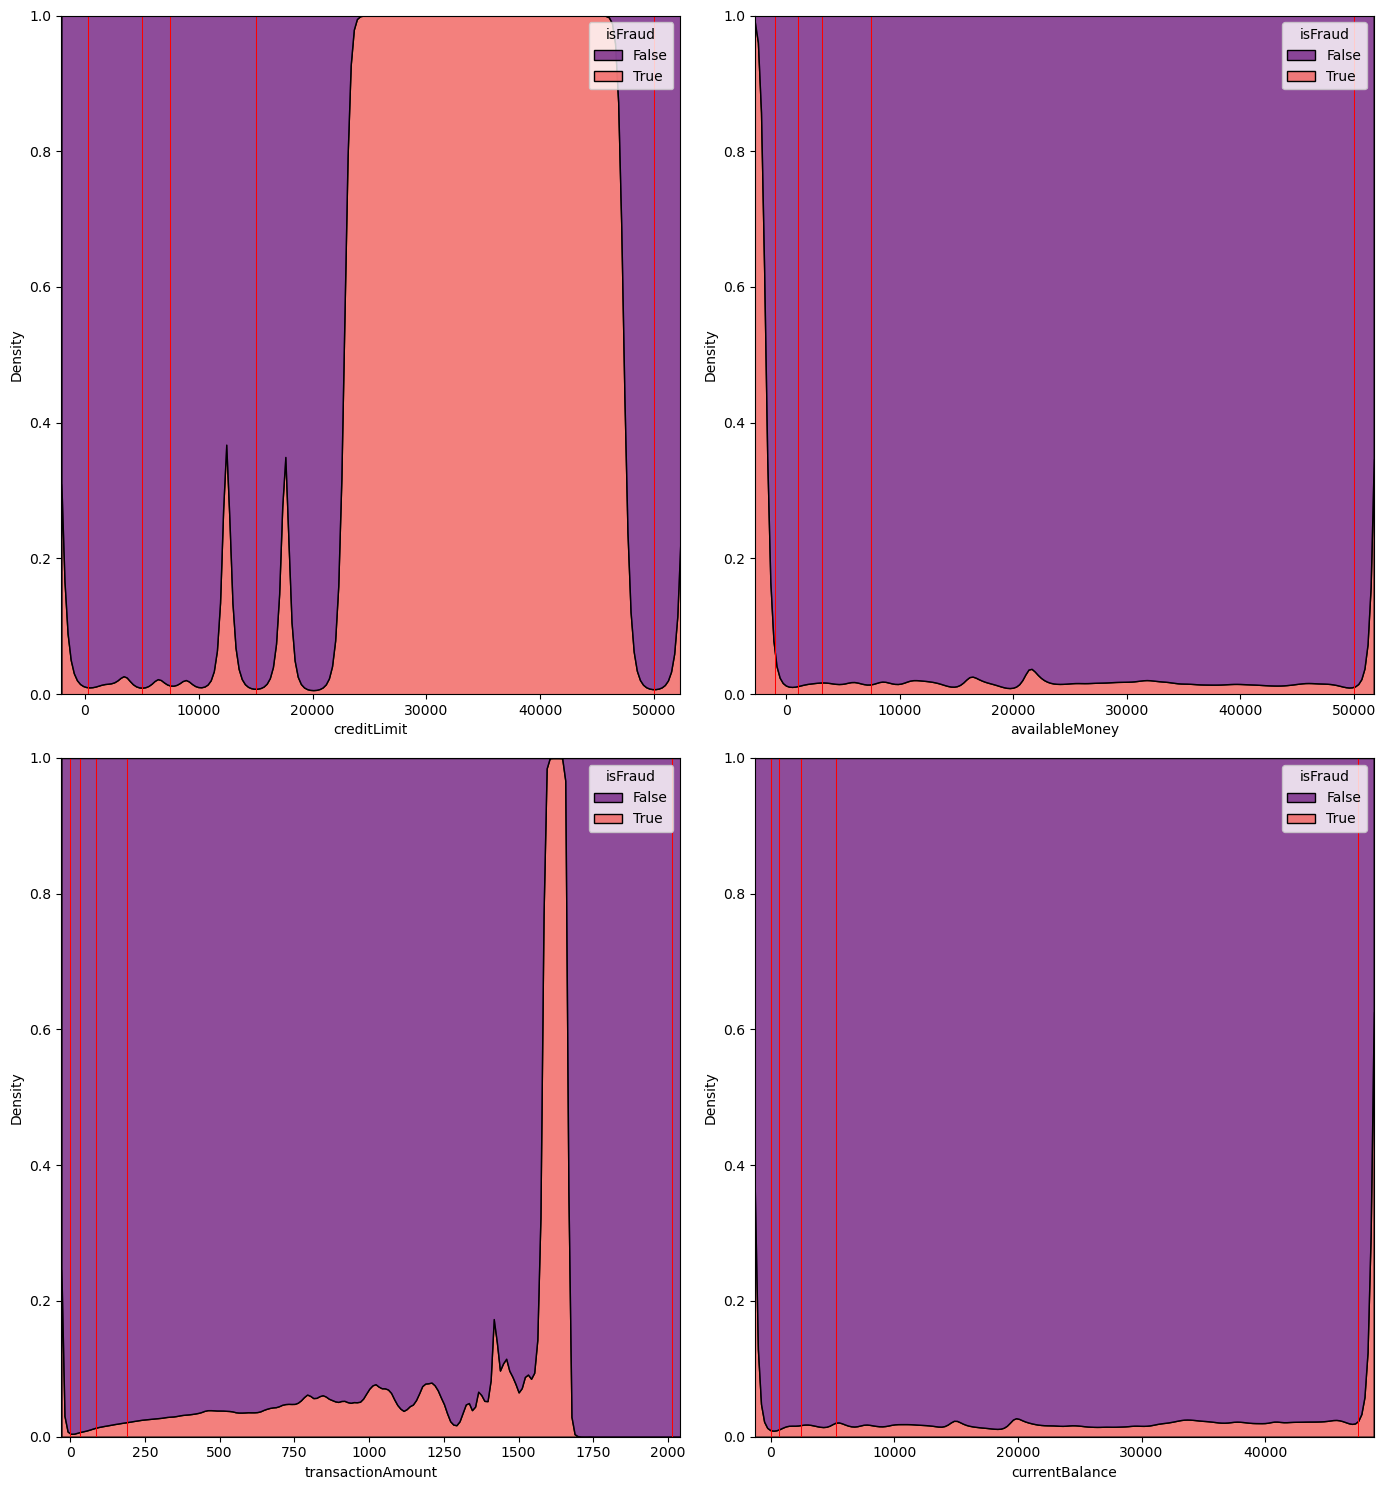 isFraud
False
True
1.0
0.8
0.6
0.4
0.2
0.0
Density
0
10000
20000
30000
40000
50000
creditLimit
isFraud
False
True
1.0
0.8
0.6
0.4
0.2
0.0
Density
0
10000
20000
30000
40000
50000
availableMoney
isFraud
False
True
1.0
0.8
0.6
0.4
0.2
0.0
Density
0
250
500
750
1000
1250
1500
1750
2000
transactionAmount
isFraud
False
True
1.0
0.8
0.6
0.4
0.2
0.0
Density
0
10000
20000
30000
40000
currentBalance